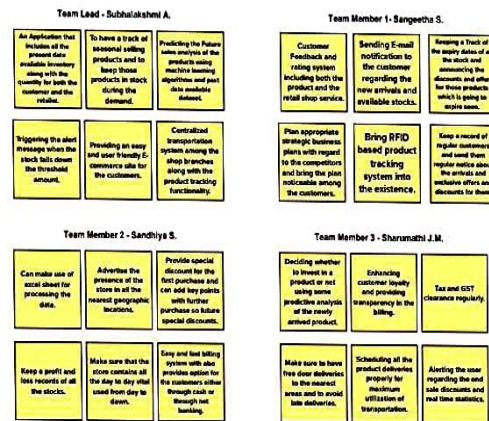 Team Lead - Subhalakshmi A.
An Application that
includes all the
present date
available inventory
along with the
quantity for both the
customer and the
retailer.
To have a track of
seasonal selling
products and to
keep those
products in stock
during the
demand.
Predicting the Future
sales analysis of the
products using
machine learning
algorithms and past
data available
dataset.
Triggering the alert
message when the
stock falls down
the threshold
amount.
Providing an easy
and user friendly E-
commerce site for
the customers.
Centralized
transportation
system among the
shop branches
along with the
product tracking
functionality.
Team Member 1- Sangeetha S.
Customer
Feedback and
rating system
including both
the product and
the retail shop service.
Sending E-mail
notification to
the customer
regarding the
new arrivals and
available stocks.
Keeping a Track of
the expiry dates of a
the stock and
announcing the
discounts and offer
for those products
which is going to
expire soon.
Plan appropriate
strategic business
plans with regard
to the competitors
and bring the plan
noticeable among
the customers.
Bring RFID
based product
tracking
system into
the existence.
Keep a record of
regular customers
and send them
regular notice about
the arrivals and
exclusive offers and
discounts for them
Team Member 2 - Sandhiya S.
Can make use of
excel sheet for
processing the
data.
Advertise the
presence of the
store in all the
nearest geographic
locations.
Provide special
discount for the
first purchase and
can add key points
with further
purchase so future
special discounts.
Keep a profit and
loss records of all
the stocks.
Make sure that the
store contains all
the day to day vital
used from day to
dawn.
Easy and fast billing
system with also
provides option for
the customers either
through cash or
through net
banking.
Team Member 3 - Sharumathi J.M.
Deciding whether
to invest in a
product or not
using some
predictive analysis
of the newly
arrived product.
Enhancing
customer loyalty
and providing
transparency in the
billing.
Tax and GST
clearance regularly.
Make sure to have
free door deliveries
to the nearest
areas and to avoid
late deliveries.
Scheduling all the
product deliveries
properly for
maximum
utilization of
transportation.
Alerting the user
regarding the end
sale discounts and
real time statistics.